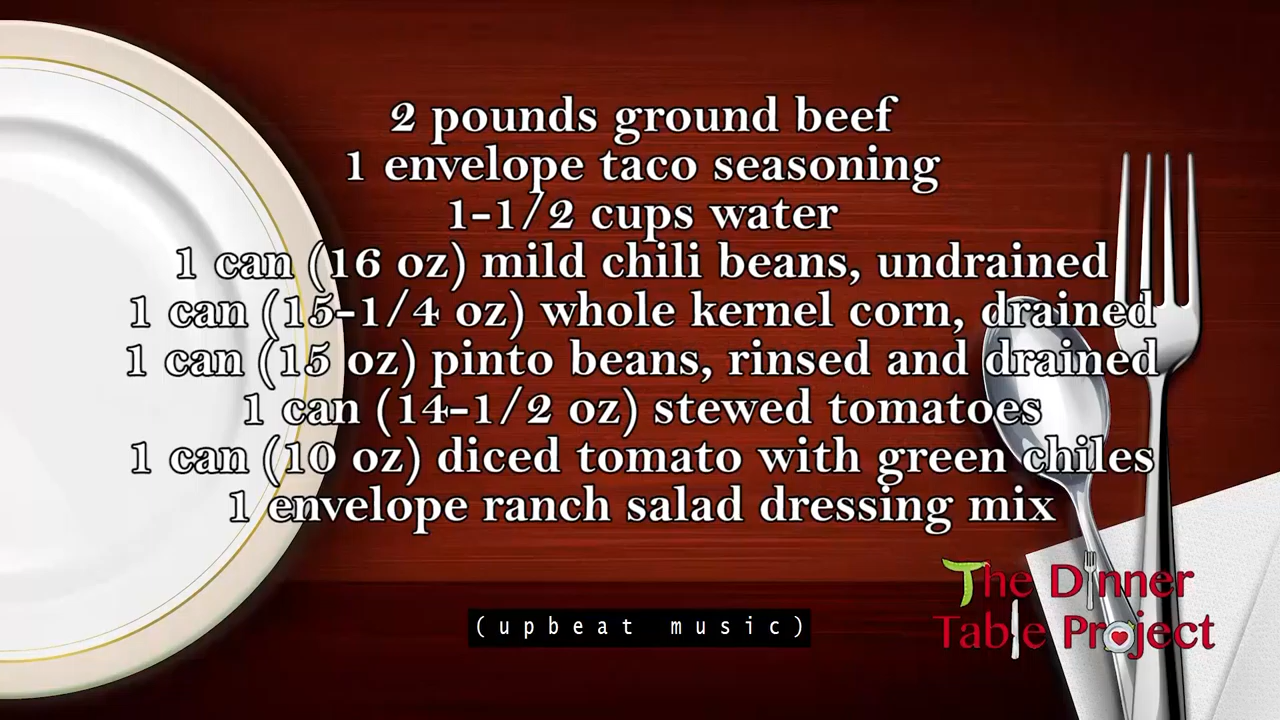 2 pounds ground beef
1 envelope taco seasoning
1-1/2 cups water
1 can (16 oz) mild chili beans, undrained
1 can (15-1/4 oz) whole kernel corn, drained
1 can (15 oz) pinto beans, rinsed and drained
1 can (14-1/2 oz) stewed tomatoes
1 can (10 oz) diced tomato with green chiles
1 envelope ranch salad dressing mix
The Dinner
Table Project
(upbeat music)